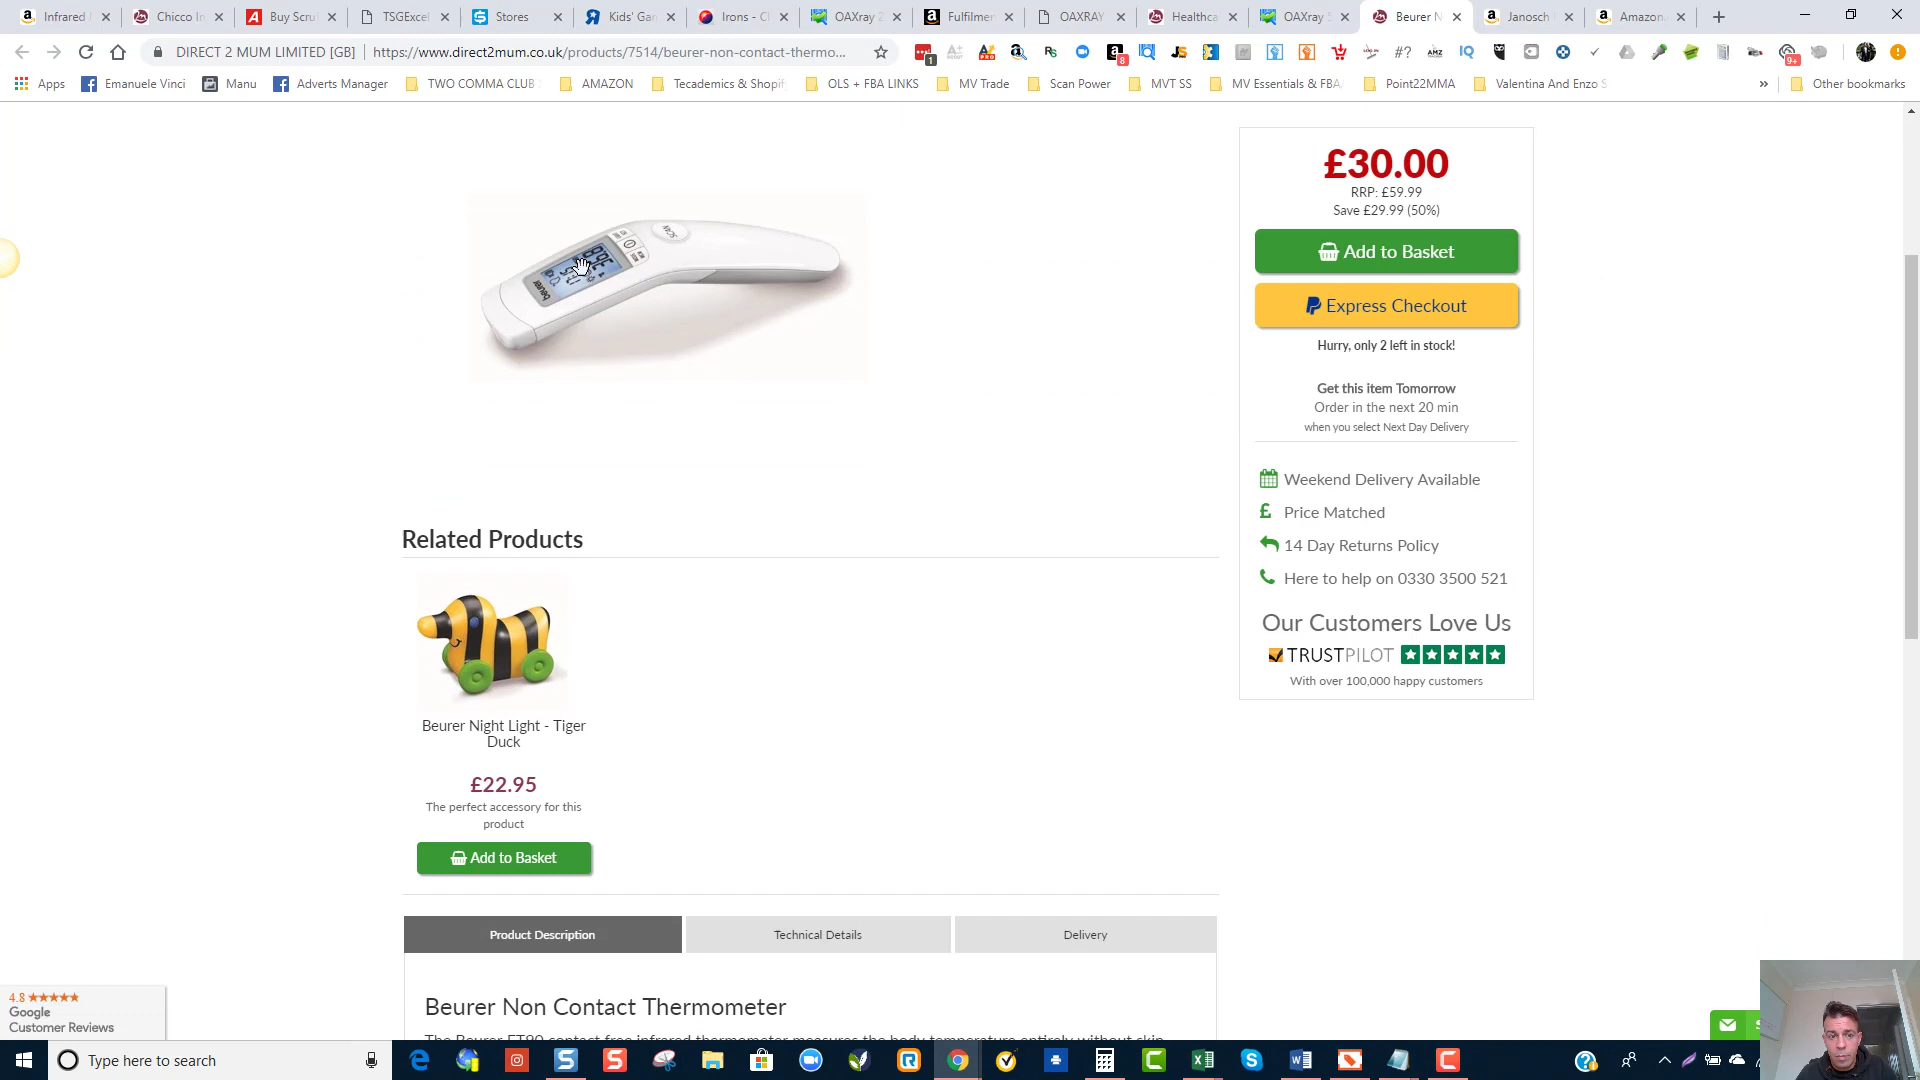 Infrared
Chicco In
Buy Scru
TSGExcel
Stores
Kids' Gar
Irons - C
OAXray 2
Fulfilmer
OAXRAY
Healthca
OAXray
Beurer N
Janosch
Amazon.
DIRECT 2 MUM LIMITED [GB]
https://www.direct2mum.co.uk/products/7514/beurer-non-contact-thermo...
Apps
Emanuele Vinci
Manu
Adverts Manager
TWO COMMA CLUB
AMAZON
Tecademics & Shopif
OLS + FBA LINKS
MV Trade
Scan Power
MVT SS
MV Essentials & FBA
Point22MMA
Valentina And Enzo S
Other bookmarks
SCAN
beurer
£30.00
RRP: £59.99
Save £29.99 (50%)
Add to Basket
Express Checkout
Hurry, only 2 left in stock!
Get this item Tomorrow
Order in the next 20 min
when you select Next Day Delivery
Weekend Delivery Available
Price Matched
14 Day Returns Policy
Here to help on 0330 3500 521
Our Customers Love Us
TRUSTPILOT
With over 100,000 happy customers
Related Products
Beurer Night Light - Tiger
Duck
£22.95
The perfect accessory for this
product
Add to Basket
Product Description
Technical Details
Delivery
Beurer Non Contact Thermometer
The Beurer FT90 contact free infrared thermometer measures the body temperature entirely without skin
4.8
Google
Customer Reviews
Type here to search